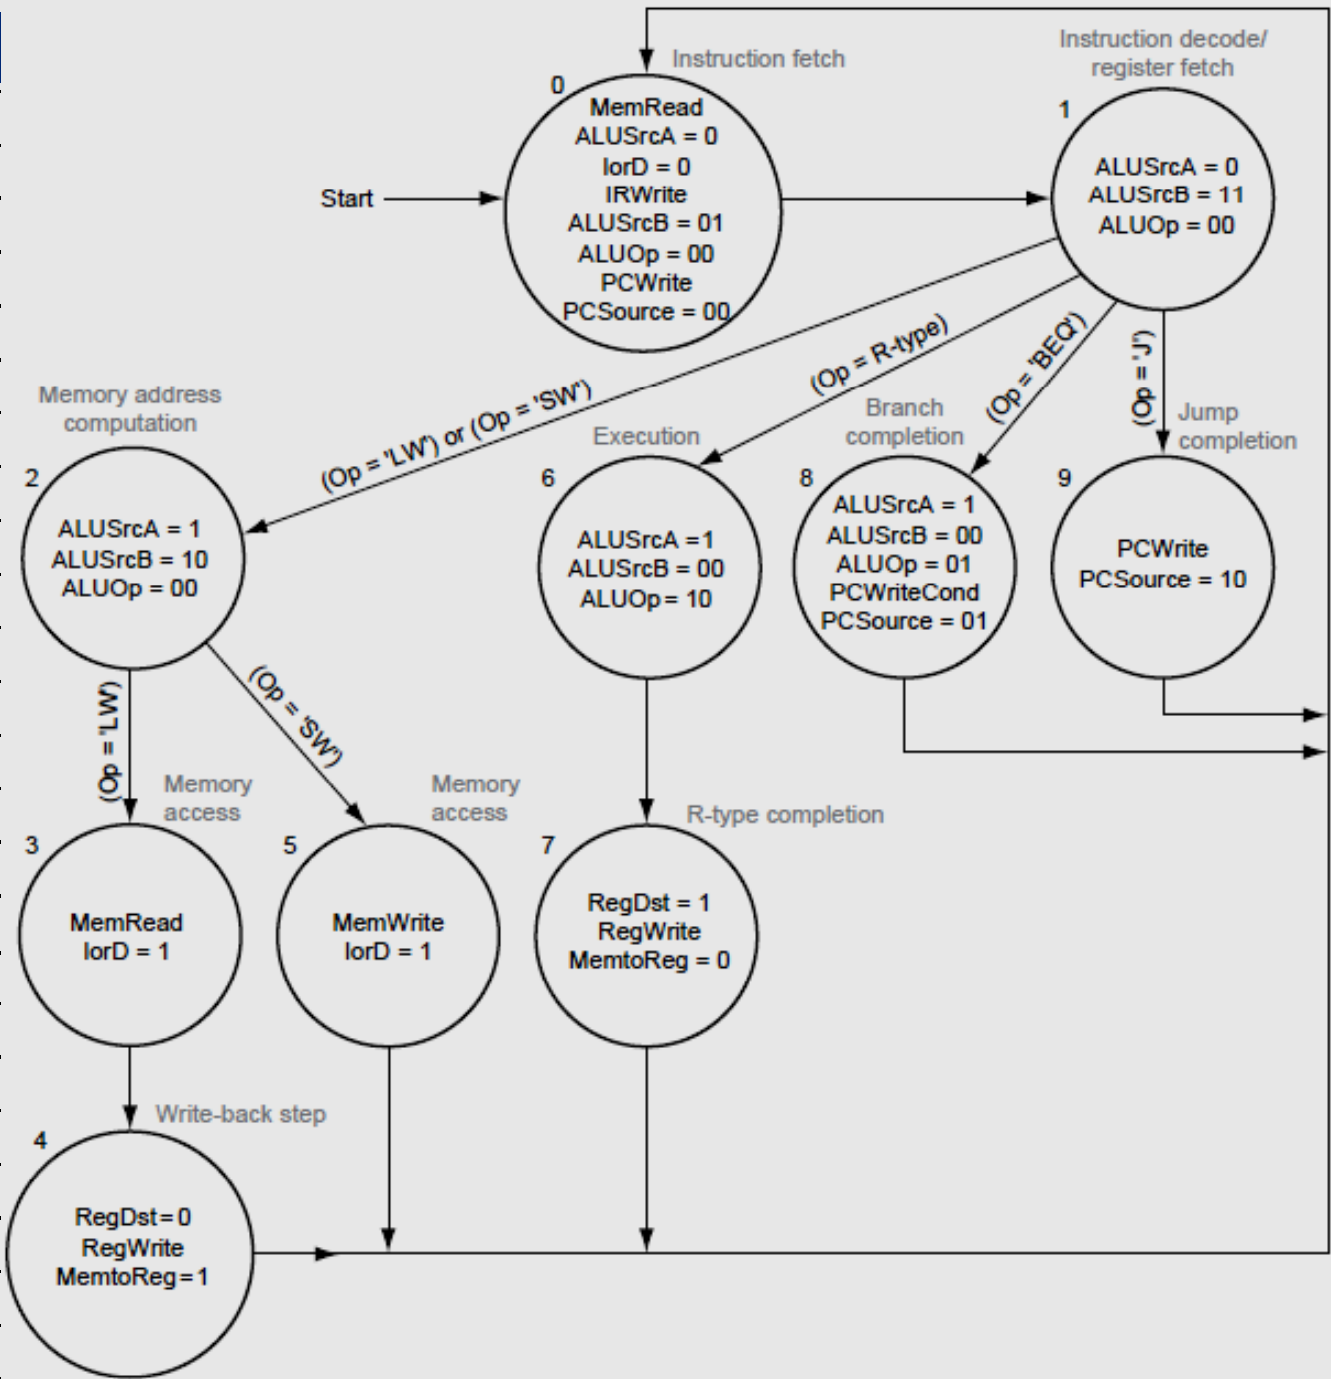 Instruction fetch
Instruction decode/
register fetch
0
MemRead
ALUSrcA = 0
IorD = 0
IRWrite
ALUSrcB = 01
ALUOp = 00
PCWrite
PCSource = 00
1
ALUSrcA = 0
ALUSrcB = 11
ALUOp = 00
Start
(Op = 'LW') or (Op = 'SW')
(Op = R-type)
(Op = 'BEQ')
(Op = 'J')
Memory address
computation
2
ALUSrcA = 1
ALUSrcB = 10
ALUOp = 00
Execution
6
ALUSrcA =1
ALUSrcB = 00
ALUOp= 10
Branch
completion
8
ALUSrcA = 1
ALUSrcB = 00
ALUOp = 01
PCWriteCond
PCSource = 01
Jump
completion
9
PCWrite
PCSource = 10
(Op = 'LW')
(Op = 'SW')
Memory
access
3
MemRead
IorD = 1
Memory
access
5
MemWrite
IorD = 1
R-type completion
7
RegDst = 1
RegWrite
MemtoReg = 0
Write-back step
4
RegDst=0
RegWrite
MemtoReg=1